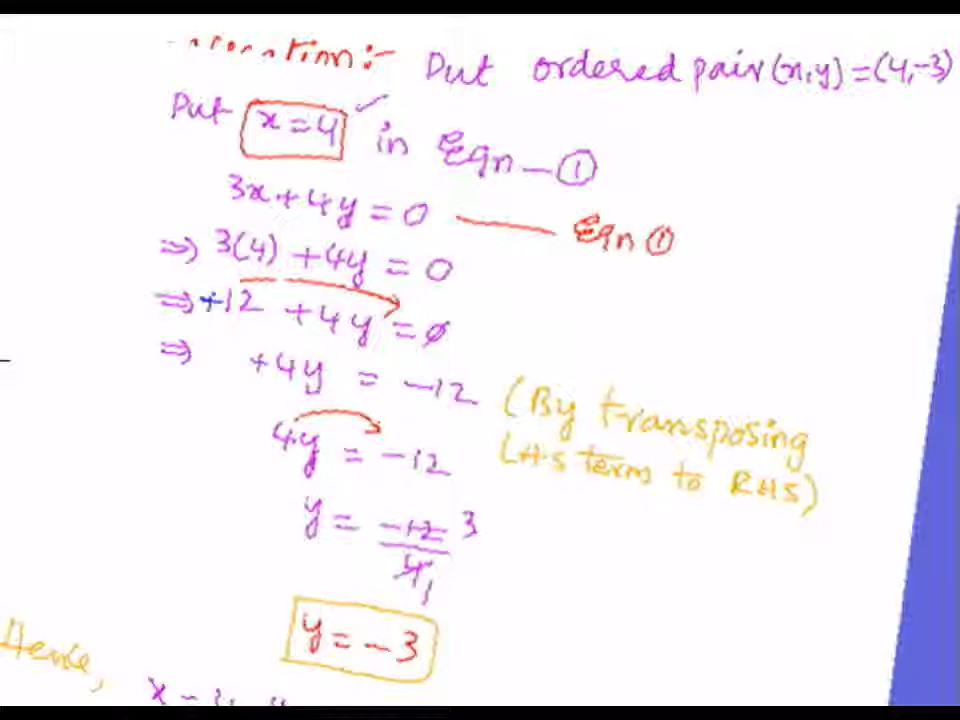 Put ordered pair (x,y)=(4,-3)
Put x=4 ✓ in Eqn-①
3x+4y=0 —— Eqn ①
⇒ 3(4) +4y = 0
⇒ +12 +4y = 0
⇒ +4y = -12 (By transposing
LHS term to RHS)
4y = -12
y = -12/4 3 1
y = -3
Hence,